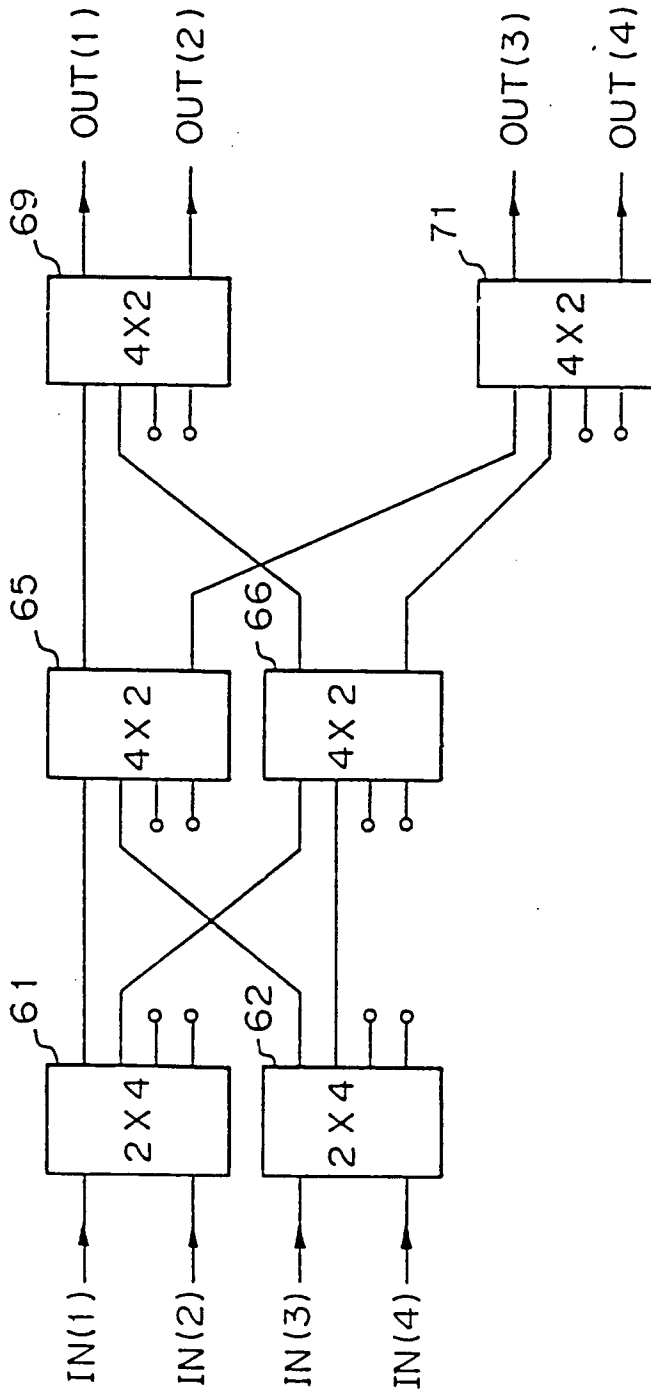 IN(1)
IN(2)
IN(3)
IN(4)
61
2X4
62
2X4
65
4X2
66
4X2
69
4X2
71
4X2
OUT(1)
OUT(2)
OUT(3)
OUT(4)